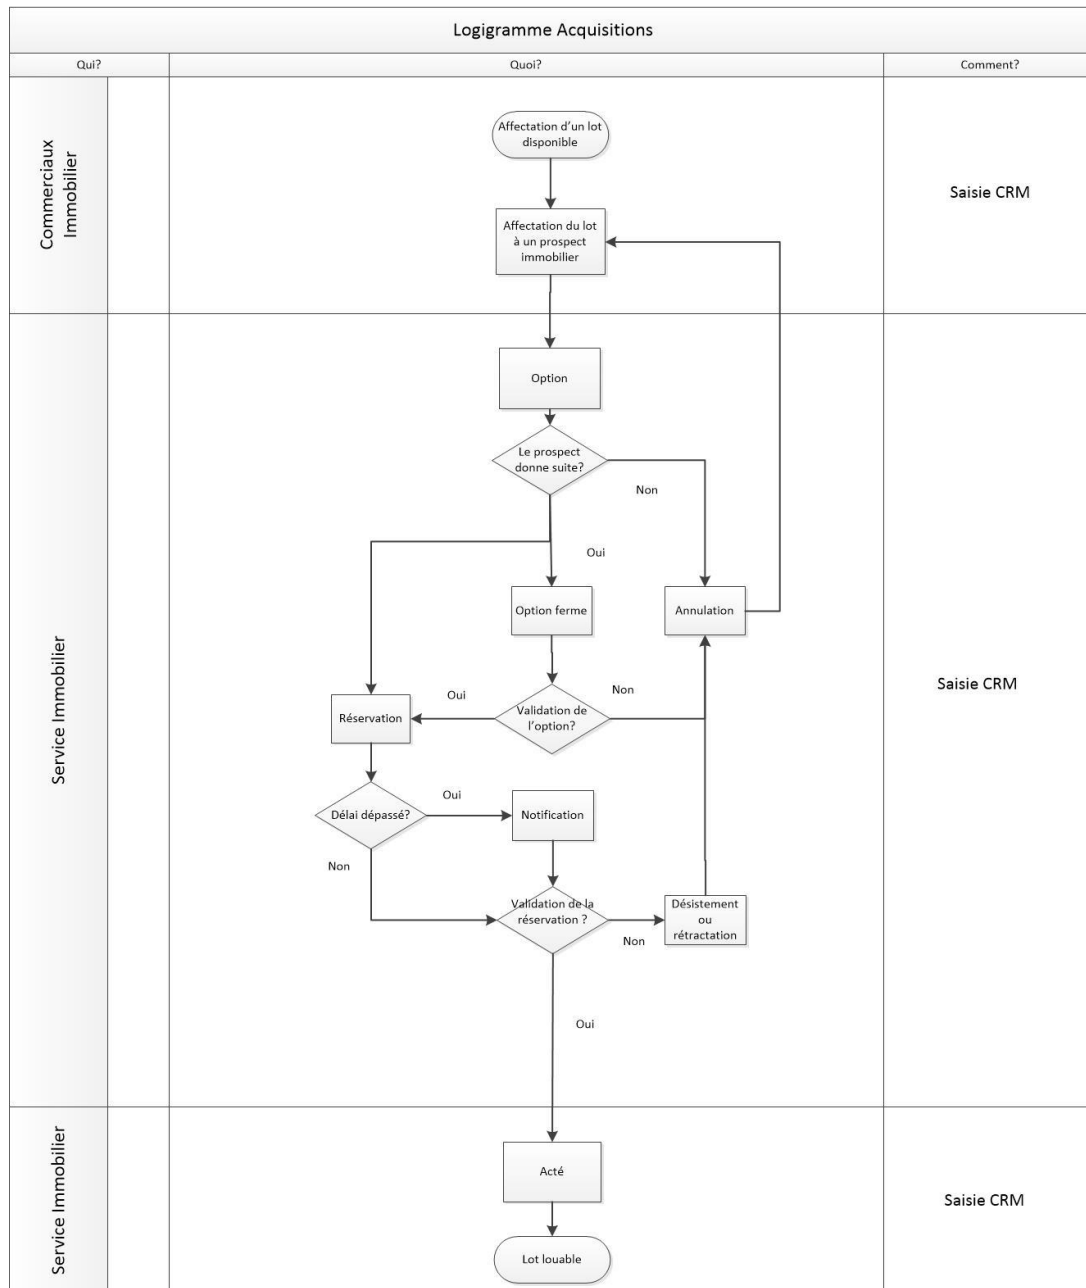 Logigramme Acquisitions
Qui?
Quoi?
Comment?
Commerciaux
Immobilier
Affectation d'un lot
disponible
Saisie CRM
Affectation du lot
à un prospect
immobilier
Service Immobilier
Option
Le prospect
donne suite?
Non
Oui
Option ferme
Annulation
Saisie CRM
Oui
Non
Réservation
Validation de
l'option?
Délai dépassé?
Oui
Notification
Non
Validation de la
réservation ?
Non
Désistement
ou
rétractation
Oui
Service Immobilier
Acté
Saisie CRM
Lot louable